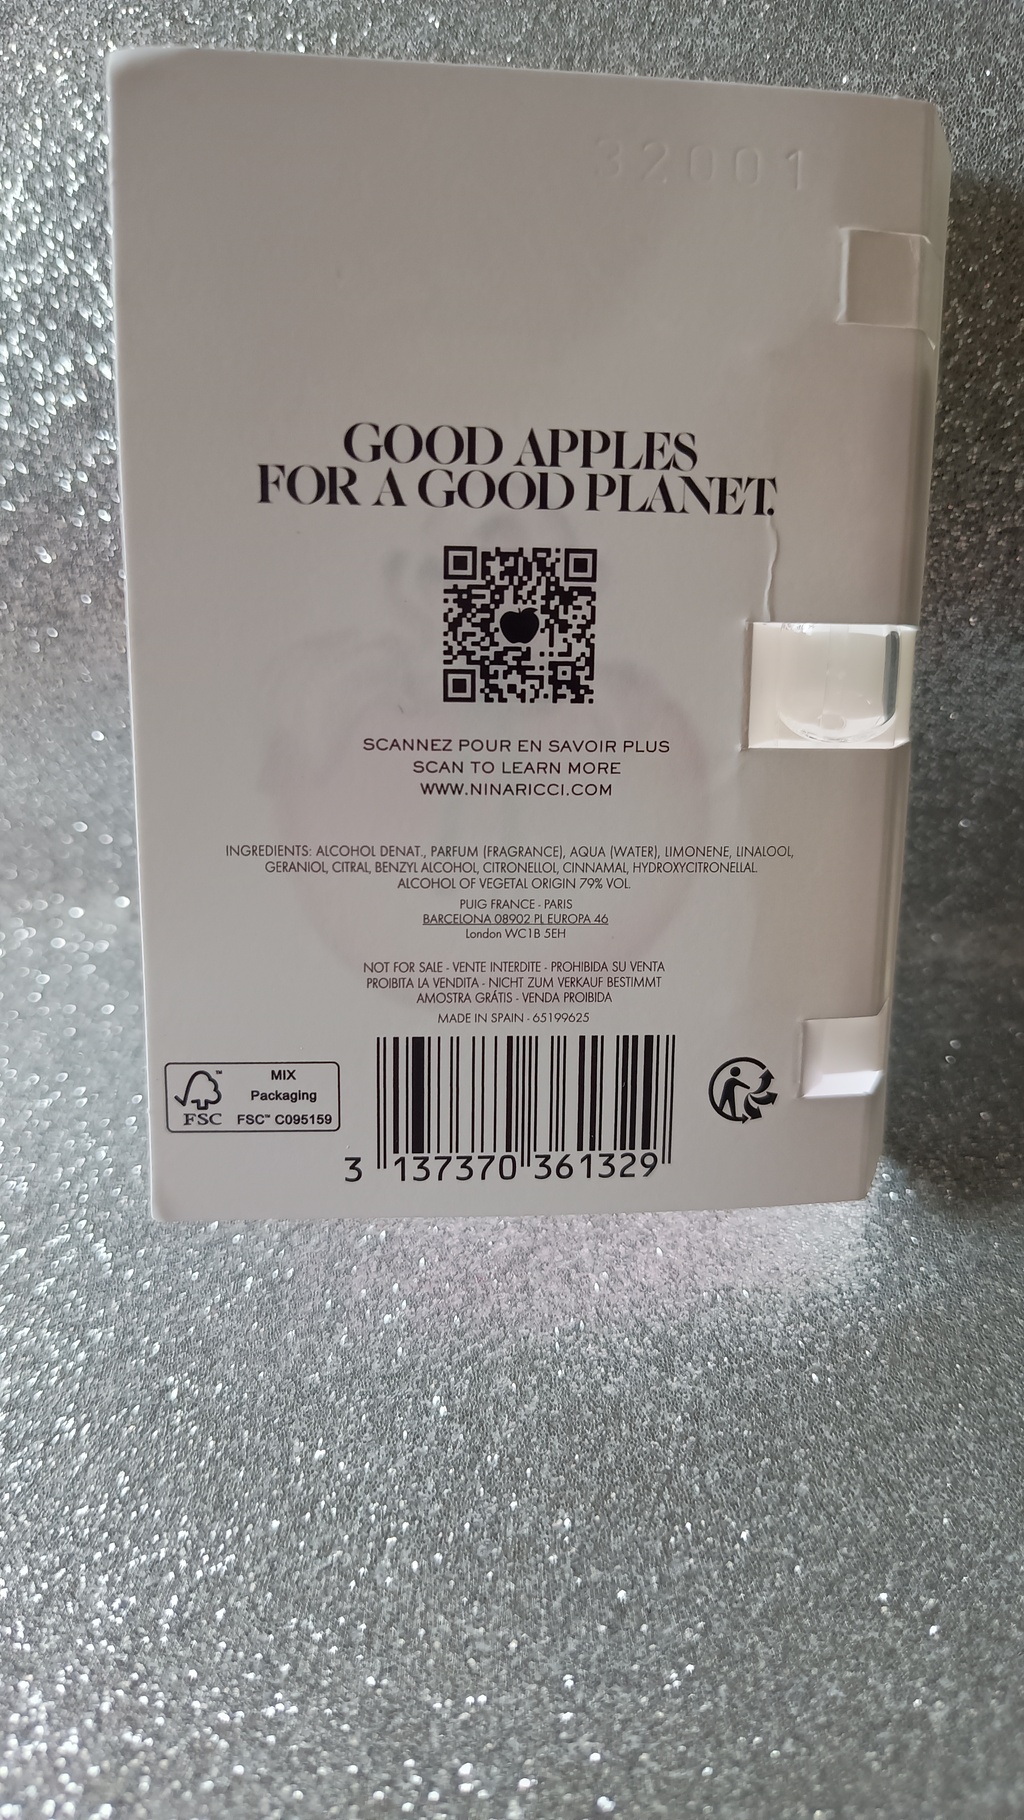 32001
GOOD APPLES
FOR A GOOD PLANET.
SCANNEZ POUR EN SAVOIR PLUS
SCAN TO LEARN MORE
WWW.NINARICCI.COM
INGREDIENTS: ALCOHOL DENAT., PARFUM (FRAGRANCE), AQUA (WATER), LIMONENE, LINALOOL,
GERANIOL, CITRAL, BENZYL ALCOHOL, CITRONELLOL, CINNAMAL, HYDROXYCITRONELLAL.
ALCOHOL OF VEGETAL ORIGIN 79% VOL.
PUIG FRANCE - PARIS
BARCELONA 08902 PL EUROPA 46
London WC1B 5EH
NOT FOR SALE - VENTE INTERDITE - PROHIBIDA SU VENTA
PROIBITA LA VENDITA - NICHT ZUM VERKAUF BESTIMMT
AMOSTRA GRÁTIS - VENDA PROIBIDA
MADE IN SPAIN - 65199625
FSC
MIX
Packaging
FSC™ C095159
3 137370 361329